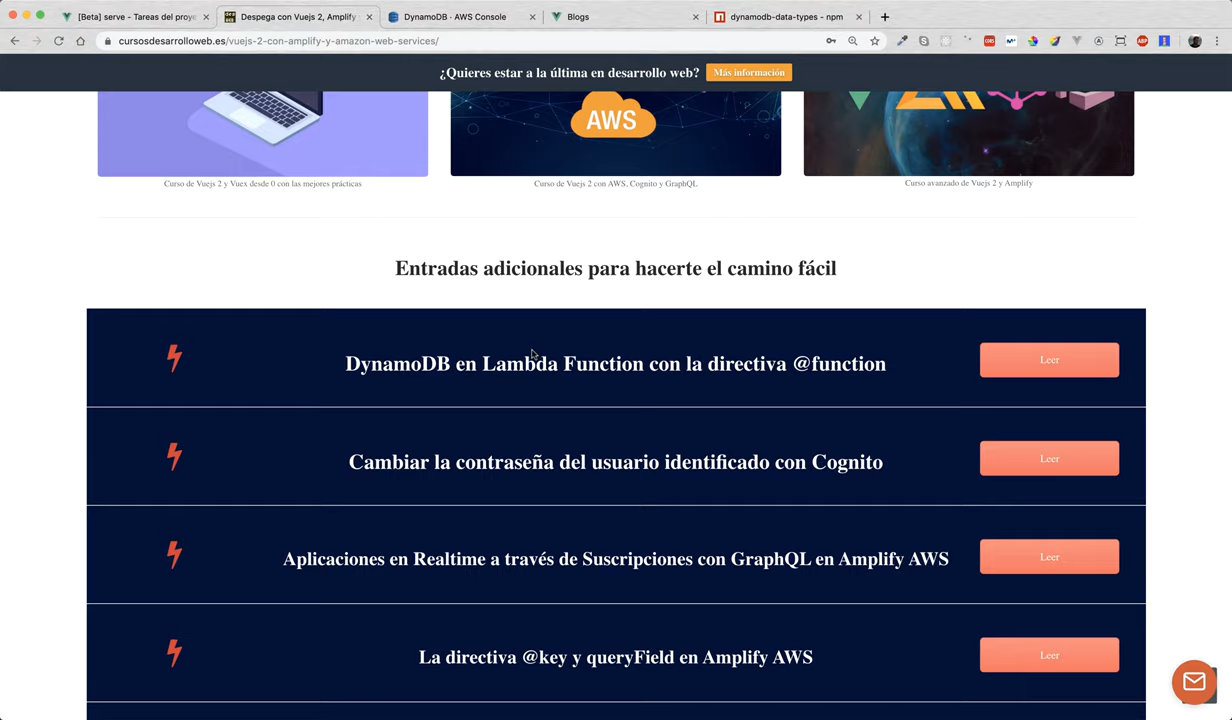 [Beta] serve - Tareas del proye
Despega con Vuejs 2, Amplify
DynamoDB · AWS Console
Blogs
dynamodb-data-types - npm
cursosdesarrolloweb.es/vuejs-2-con-amplify-y-amazon-web-services/
¿Quieres estar a la última en desarrollo web?
Más información
AWS
Curso de Vuejs 2 y Vuex desde 0 con las mejores prácticas
Curso de Vuejs 2 con AWS, Cognito y GraphQL
Curso avanzado de Vuejs 2 y Amplify
Entradas adicionales para hacerte el camino fácil
DynamoDB en Lambda Function con la directiva @function
Leer
Cambiar la contraseña del usuario identificado con Cognito
Leer
Aplicaciones en Realtime a través de Suscripciones con GraphQL en Amplify AWS
Leer
La directiva @key y queryField en Amplify AWS
Leer